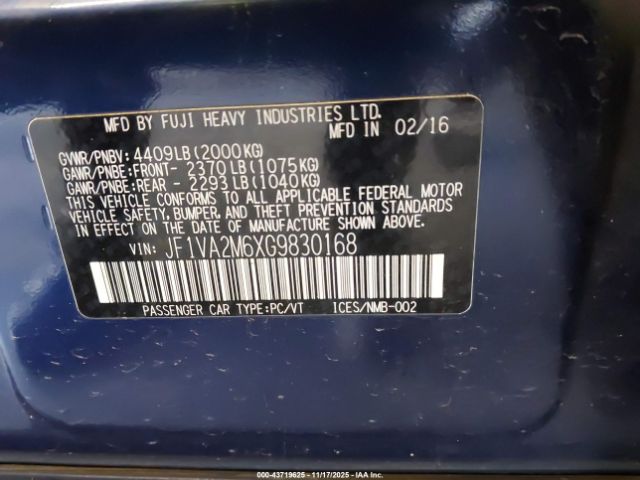 MFD BY FUJI HEAVY INDUSTRIES LTD.
MFD IN 02/16
GVWR/PNBV: 4409LB(2000KG)
GAWR/PNBE:FRONT- 2370LB(1075KG)
GAWR/PNBE:REAR - 2293LB(1040KG)
THIS VEHICLE CONFORMS TO ALL APPLICABLE FEDERAL MOTOR
VEHICLE SAFETY, BUMPER, AND THEFT PREVENTION STANDARDS
IN EFFECT ON THE DATE OF MANUFACTURE SHOWN ABOVE.
VIN: JF1VA2M6XG9830168
PASSENGER CAR TYPE:PC/VT ICES/NMB-002
00-43719625 - 11/17/2025 - IAA Inc.